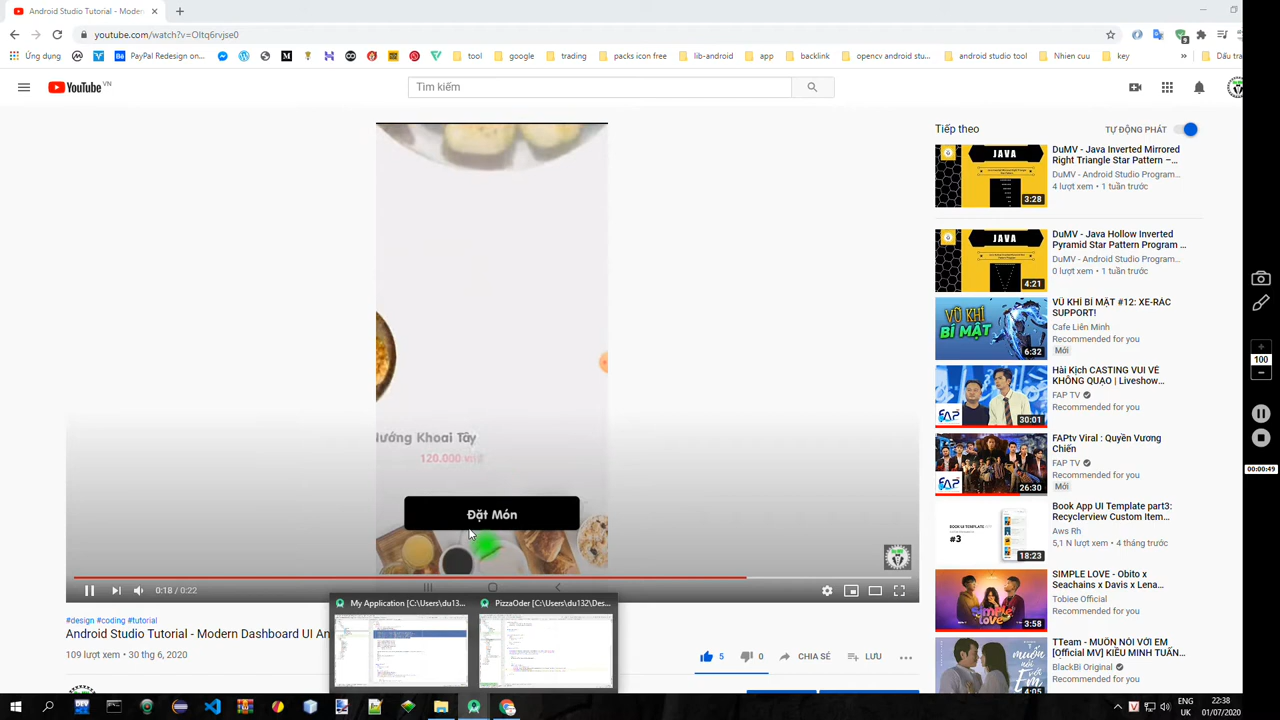 Android Studio Tutorial - Modern
youtube.com/watch?v=OItq6rvjse0
Ứng dụng
PayPal Redesign on...
tool
google
trading
packs icon free
lib-android
app
backlink
opencv android stu...
android studio tool
Nhien cuu
key
»
Dấu tra
YouTube VN
Tìm kiếm
Nướng Khoai Tây
120.000 vnđ
Đặt Món
0:18 / 0:22
#design #coding #tutorial
Android Studio Tutorial - Modern Dashboard UI An
109 lượt xem • 30 thg 6, 2020
5
0
CHIA SẺ
LƯU
My Application [C:\Users\du13...
PizzaOder [C:\Users\du132\Des...
Tiếp theo
TỰ ĐỘNG PHÁT
JAVA
3:28
DuMV - Java Inverted Mirrored
Right Triangle Star Pattern –...
DuMV - Android Studio Program...
4 lượt xem • 1 tuần trước
JAVA
4:21
DuMV - Java Hollow Inverted
Pyramid Star Pattern Program ...
DuMV - Android Studio Program...
0 lượt xem • 1 tuần trước
VŨ KHÍ
BÍ MẬT
6:32
VŨ KHÍ BÍ MẬT #12: XE-RÁC
SUPPORT!
Cafe Liên Minh
Recommended for you
Mới
FAP
30:01
Hài Kịch CASTING VUI VẺ
KHÔNG QUẠO | Liveshow...
FAP TV
Recommended for you
FAP
26:30
FAPtv Viral : Quyền Vương
Chiến
FAP TV
Recommended for you
Mới
BOOK UI TEMPLATE
#3
18:23
Book App UI Template part3:
Recyclerview Custom Item...
Aws Rh
5,1 N lượt xem • 4 tháng trước
3:58
SIMPLE LOVE - Obito x
Seachains x Davis x Lena...
Toblee Official
Recommended for you
4:05
TTeam - MUỐN NÓI VỚI EM
[Official MV] KIỀU MINH TUẤN...
BlackBi Original
Recommended for you
100
00:00:49
DEV
ENG
UK
22:38
01/07/2020